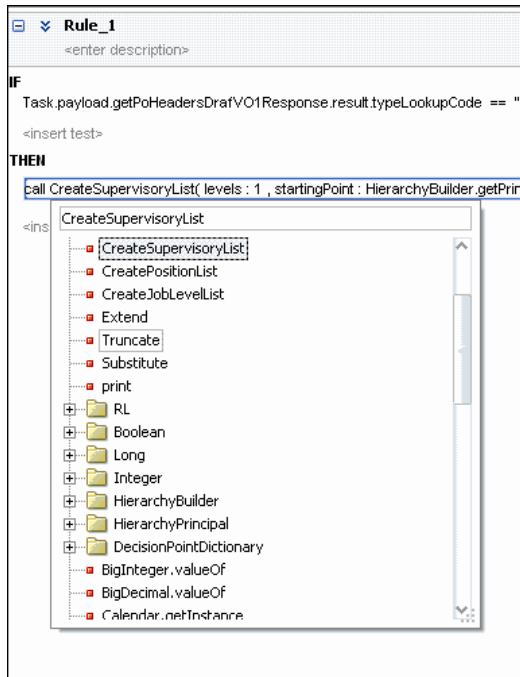 Rule_1
<enter description>
IF
Task.payload.getPoHeadersDrafVO1Response.result.typeLookupCode == "
<insert test>
THEN
call CreateSupervisoryList( levels : 1 , startingPoint : HierarchyBuilder.getPrin
<ins
CreateSupervisoryList
CreateSupervisoryList
CreatePositionList
CreateJobLevelList
Extend
Truncate
Substitute
print
RL
Boolean
Long
Integer
HierarchyBuilder
HierarchyPrincipal
DecisionPointDictionary
BigInteger.valueOf
BigDecimal.valueOf
Calendar.getInstance